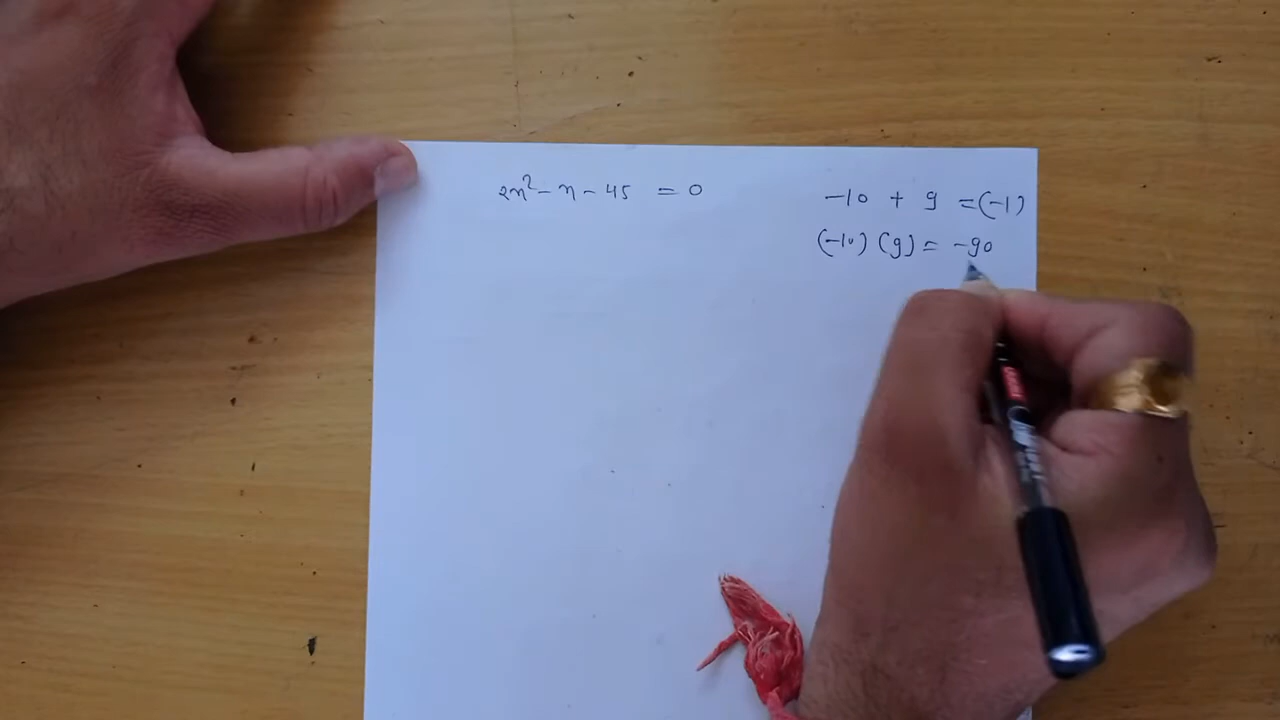 2x² - x - 45 = 0
-10 + 9 = (-1)
(-10) (9) = -90